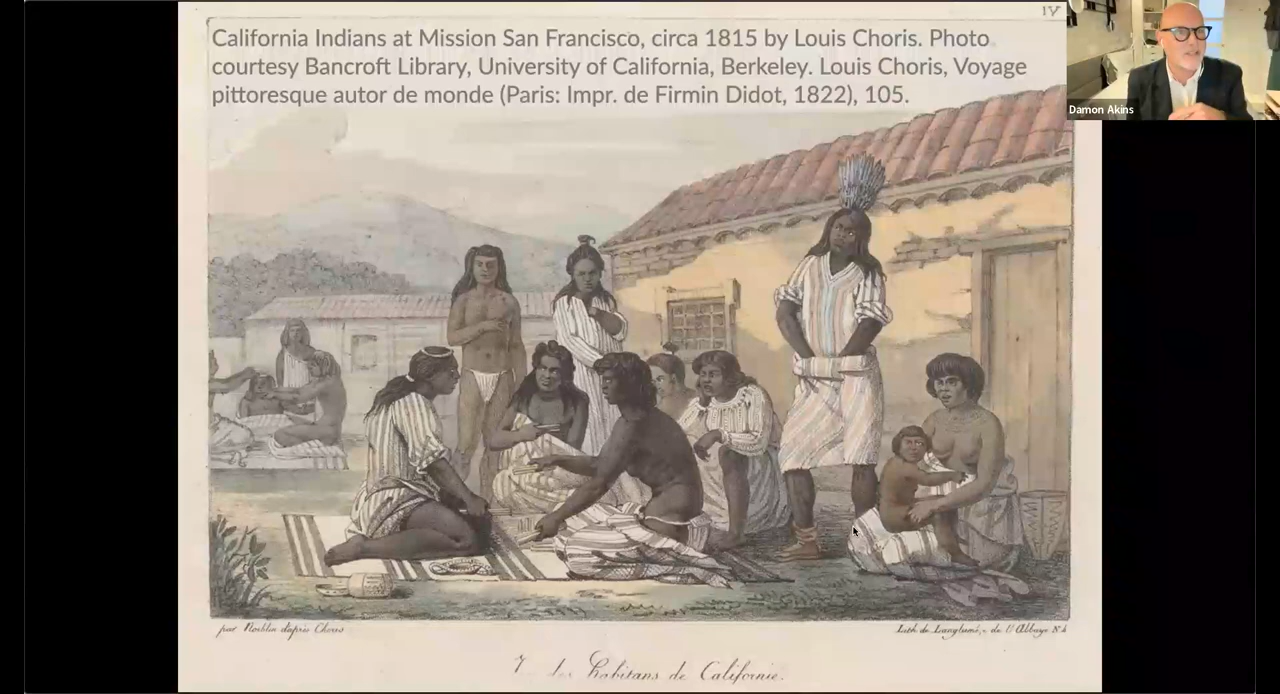 IV
California Indians at Mission San Francisco, circa 1815 by Louis Choris. Photo
courtesy Bancroft Library, University of California, Berkeley. Louis Choris, Voyage
pittoresque autor de monde (Paris: Impr. de Firmin Didot, 1822), 105.
Damon Akins
par Norblin d'après Choris
Lith. de Langlumé, r. de l'Abbaye N. 4
des habitans de Californie.